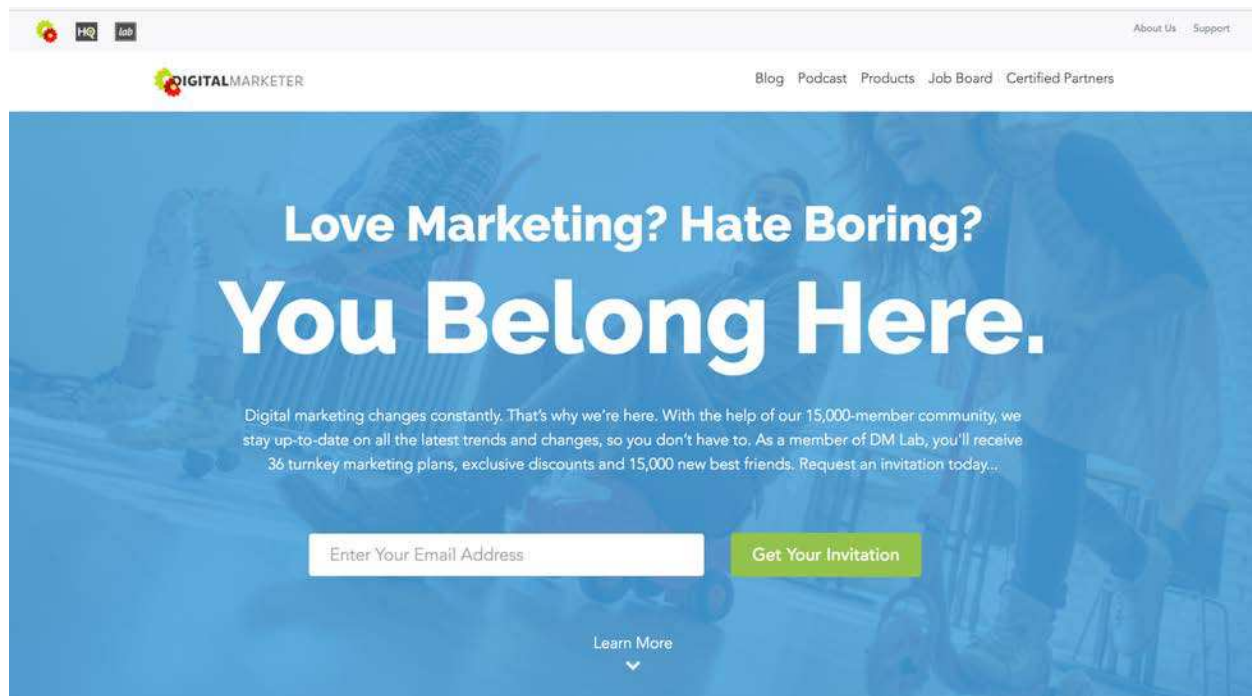 HQ lab About Us Support
DIGITALMARKETER Blog Podcast Products Job Board Certified Partners
Love Marketing? Hate Boring?
You Belong Here.
Digital marketing changes constantly. That's why we're here. With the help of our 15,000-member community, we
stay up-to-date on all the latest trends and changes, so you don't have to. As a member of DM Lab, you'll receive
36 turnkey marketing plans, exclusive discounts and 15,000 new best friends. Request an invitation today...
Enter Your Email Address Get Your Invitation
Learn More